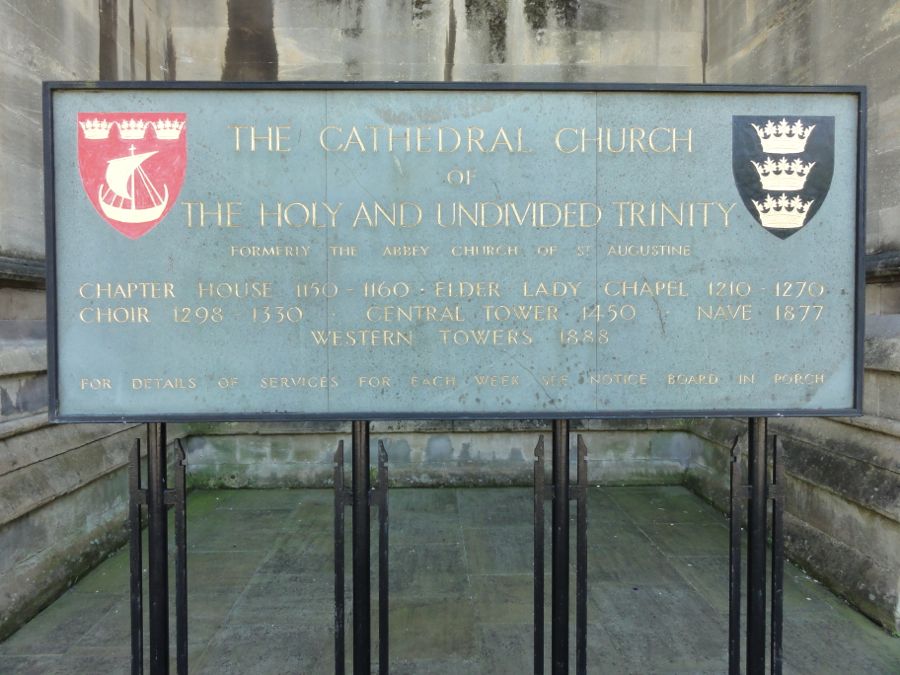 THE CATHEDRAL CHURCH
OF
THE HOLY AND UNDIVIDED TRINITY
FORMERLY THE ABBEY CHURCH OF ST AUGUSTINE
CHAPTER HOUSE 1150 - 1160 · ELDER LADY CHAPEL 1210 - 1270
CHOIR 1298 - 1330 · CENTRAL TOWER 1450 · NAVE 1877
WESTERN TOWERS 1888
FOR DETAILS OF SERVICES FOR EACH WEEK SEE NOTICE BOARD IN PORCH